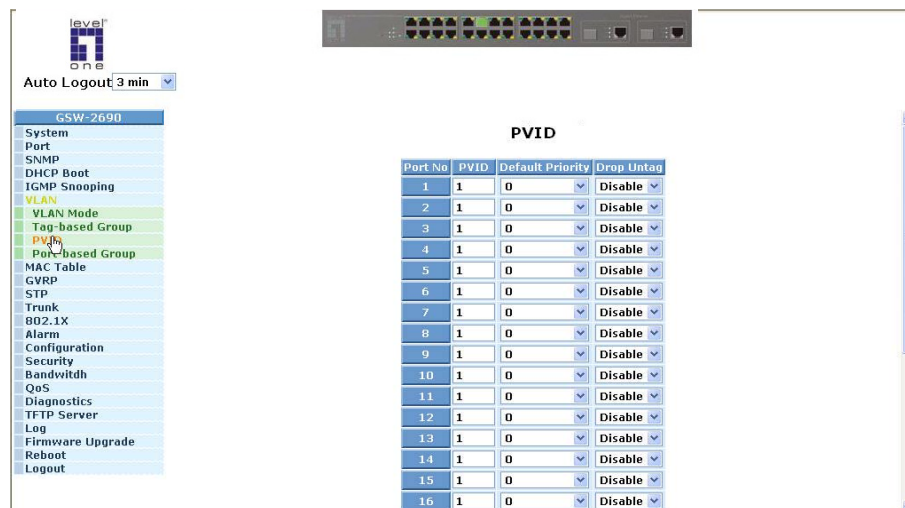 level
one
Auto Logout 3 min
GSW-2690
System
Port
SNMP
DHCP Boot
IGMP Snooping
VLAN
VLAN Mode
Tag-based Group
PVID
Port-based Group
MAC Table
GVRP
STP
Trunk
802.1X
Alarm
Configuration
Security
Bandwitdh
QoS
Diagnostics
TFTP Server
Log
Firmware Upgrade
Reboot
Logout
PVID
Port No PVID Default Priority Drop Untag
1 1 0 Disable
2 1 0 Disable
3 1 0 Disable
4 1 0 Disable
5 1 0 Disable
6 1 0 Disable
7 1 0 Disable
8 1 0 Disable
9 1 0 Disable
10 1 0 Disable
11 1 0 Disable
12 1 0 Disable
13 1 0 Disable
14 1 0 Disable
15 1 0 Disable
16 1 0 Disable